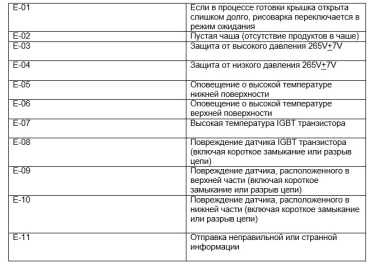 E-01
Если в процессе готовки крышка открыта
слишком долго, рисоварка переключается в
режим ожидания
E-02
Пустая чаша (отсутствие продуктов в чаше)
E-03
Защита от высокого давления 265V±7V
E-04
Защита от низкого давления 265V±7V
E-05
Оповещение о высокой температуре
нижней поверхности
E-06
Оповещение о высокой температуре
верхней поверхности
E-07
Высокая температура IGBT транзистора
E-08
Повреждение датчика IGBT транзистора
(включая короткое замыкание или разрыв
цепи)
E-09
Повреждение датчика, расположенного в
верхней части (включая короткое
замыкание или разрыв цепи)
E-10
Повреждение датчика, расположенного в
нижней части (включая короткое замыкание
или разрыв цепи)
E-11
Отправка неправильной или странной
информации